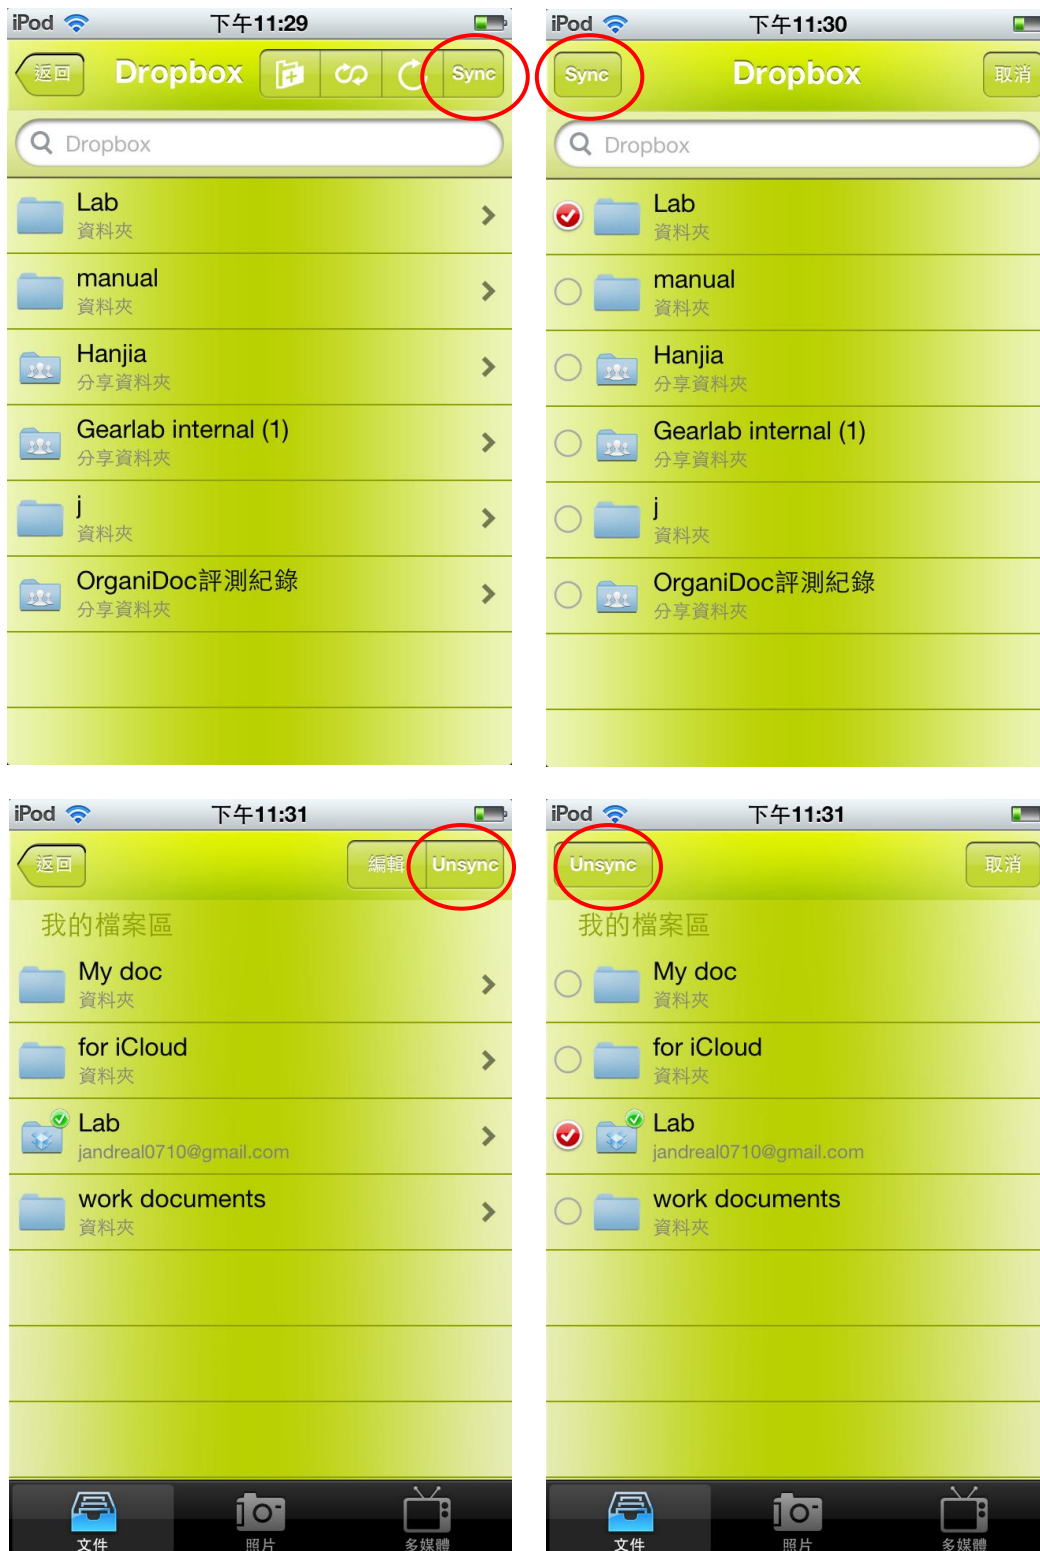 iPod 下午11:29
返回 Dropbox Sync
Dropbox
Lab
資料夾
manual
資料夾
Hanjia
分享資料夾
Gearlab internal (1)
分享資料夾
j
資料夾
OrganiDoc評測紀錄
分享資料夾
iPod 下午11:30
Sync Dropbox 取消
Dropbox
Lab
資料夾
manual
資料夾
Hanjia
分享資料夾
Gearlab internal (1)
分享資料夾
j
資料夾
OrganiDoc評測紀錄
分享資料夾
iPod 下午11:31
返回 編輯 Unsync
我的檔案區
My doc
資料夾
for iCloud
資料夾
Lab
jandreal0710@gmail.com
work documents
資料夾
文件 照片 多媒體
iPod 下午11:31
Unsync 取消
我的檔案區
My doc
資料夾
for iCloud
資料夾
Lab
jandreal0710@gmail.com
work documents
資料夾
文件 照片 多媒體